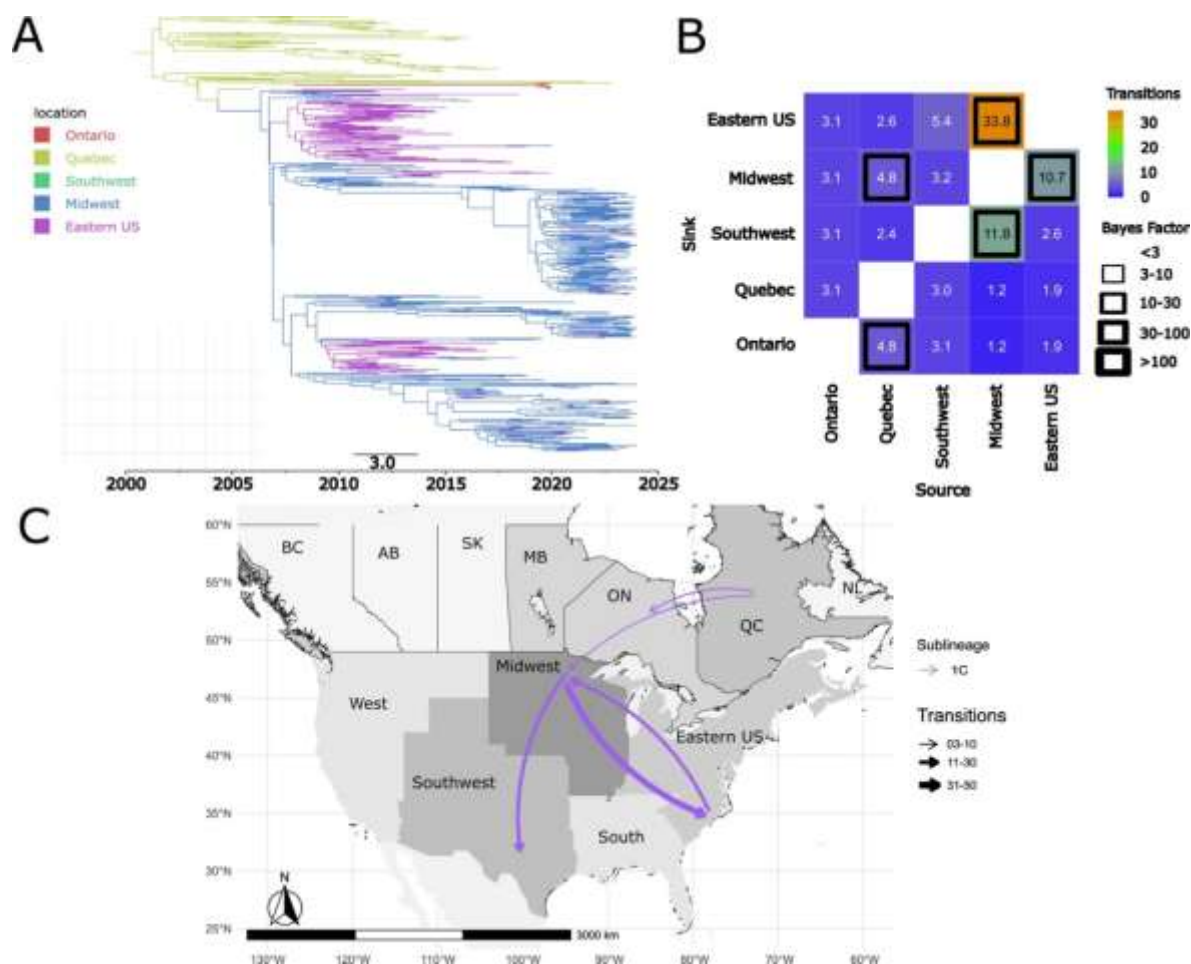 A
location
Ontario
Quebec
Southwest
Midwest
Eastern US
3.0
2000 2005 2010 2015 2020 2025
B
Sink
Eastern US 3.1 2.6 5.4 33.8
Midwest 3.1 4.8 3.2 10.7
Southwest 3.1 2.4 11.8 2.6
Quebec 3.1 3.0 1.2 1.9
Ontario 4.8 3.1 1.2 1.9
Ontario Quebec Southwest Midwest Eastern US
Source
Transitions
30
20
10
0
Bayes Factor
<3
3-10
10-30
30-100
>100
C
60°N
55°N
50°N
45°N
40°N
35°N
30°N
25°N
BC AB SK MB ON QC NL
Midwest
West
Eastern US
Southwest
South
N
3000 km
130°W 120°W 110°W 100°W 90°W 80°W 70°W 60°W
Sublineage
1C
Transitions
03-10
11-30
31-50